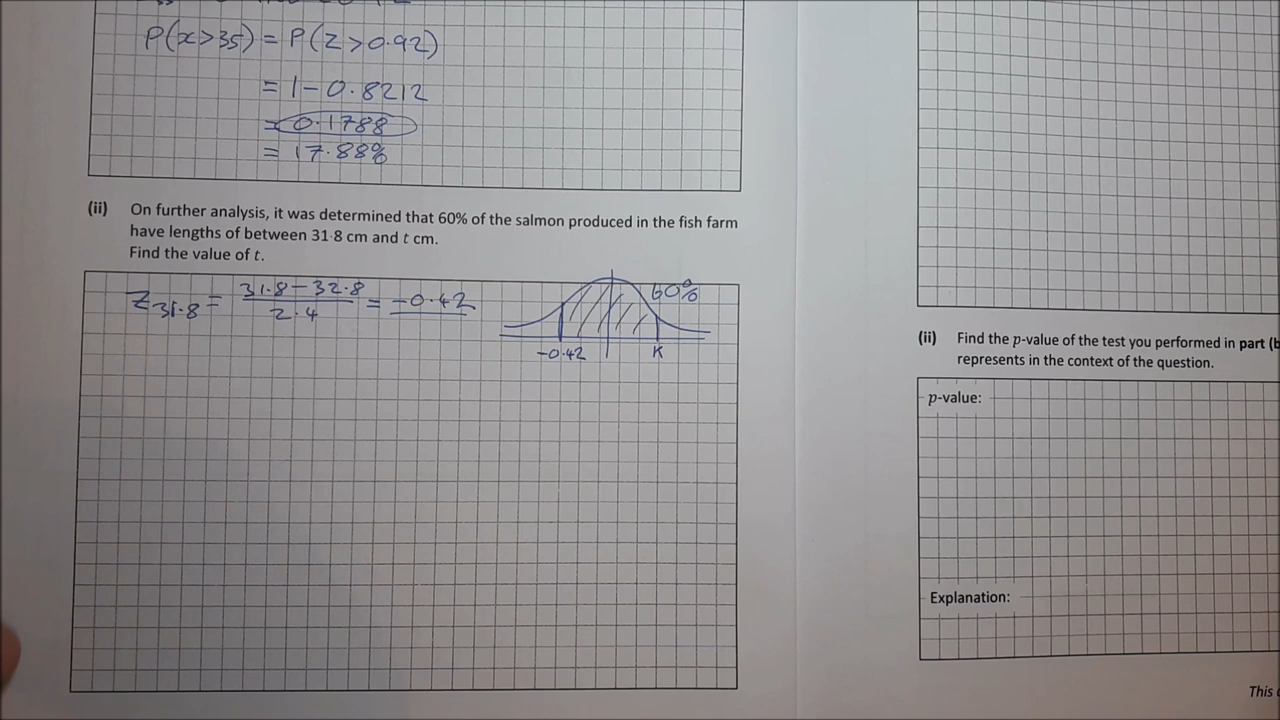 P(x>35) = P(Z>0.92)
= 1-0.8212
= 0.1788
= 17.88%
(ii) On further analysis, it was determined that 60% of the salmon produced in the fish farm
have lengths of between 31·8 cm and t cm.
Find the value of t.
Z31.8 = 31.8-32.8 / 2.4 = -0.42
60%
-0.42 K
(ii) Find the p-value of the test you performed in part (b
represents in the context of the question.
p-value:
Explanation:
This